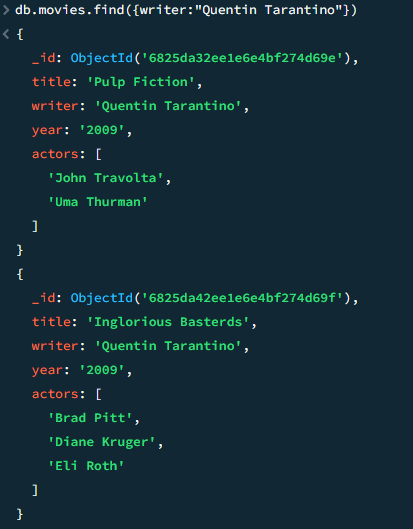 > db.movies.find({writer:"Quentin Tarantino"})
< {
_id: ObjectId('6825da32ee1e6e4bf274d69e'),
title: 'Pulp Fiction',
writer: 'Quentin Tarantino',
year: '2009',
actors: [
'John Travolta',
'Uma Thurman'
]
}
{
_id: ObjectId('6825da42ee1e6e4bf274d69f'),
title: 'Inglorious Basterds',
writer: 'Quentin Tarantino',
year: '2009',
actors: [
'Brad Pitt',
'Diane Kruger',
'Eli Roth'
]
}